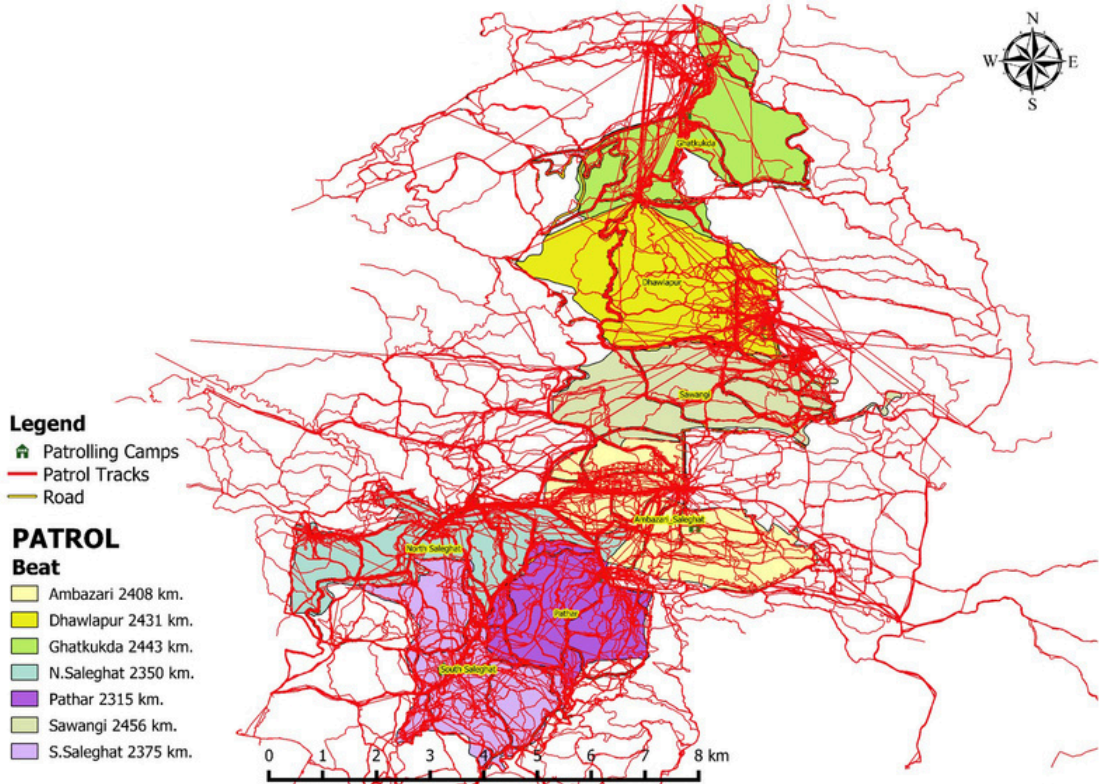 N
W E
S
Ghatkukda
Dhawlapur
Sawangi
Legend
Patrolling Camps
Patrol Tracks
Road
Ambazari Saleghat
North Saleghat
PATROL
Beat
Ambazari 2408 km.
Dhawlapur 2431 km.
Ghatkukda 2443 km.
N.Saleghat 2350 km.
Pathar 2315 km.
Sawangi 2456 km.
S.Saleghat 2375 km.
Pathar
South Saleghat
0 1 2 3 4 5 6 7 8 km